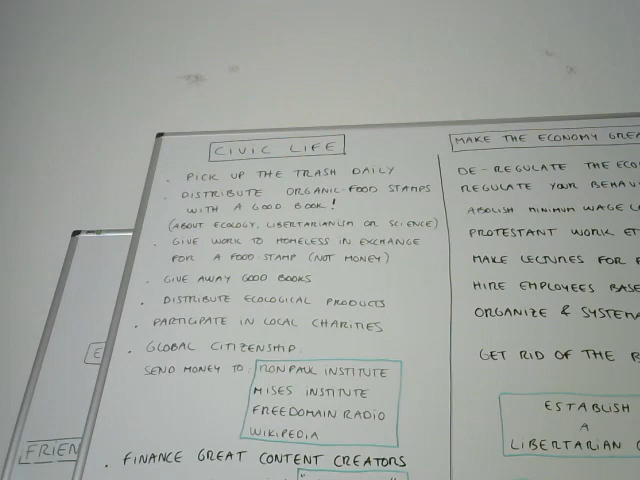 CIVIC LIFE
. PICK UP THE TRASH DAILY
. DISTRIBUTE ORGANIC-FOOD STAMPS
WITH A GOOD BOOK!
(ABOUT ECOLOGY, LIBERTARIANISM OR SCIENCE)
. GIVE WORK TO HOMELESS IN EXCHANGE
FOR A FOOD STAMP (NOT MONEY)
. GIVE AWAY GOOD BOOKS
. DISTRIBUTE ECOLOGICAL PRODUCTS
. PARTICIPATE IN LOCAL CHARITIES
. GLOBAL CITIZENSHIP:
SEND MONEY TO: RON PAUL INSTITUTE
MISES INSTITUTE
FREEDOMAIN RADIO
WIKIPEDIA
. FINANCE GREAT CONTENT CREATORS
MAKE THE ECONOMY GREA
DE-REGULATE THE ECO
REGULATE YOUR BEHAV
ABOLISH MINIMUM WAGE L
PROTESTANT WORK ET
MAKE LECTURES FOR
HIRE EMPLOYEES BASE
ORGANIZE & SYSTEMA
GET RID OF THE
ESTABLISH
A
LIBERTARIAN
E
FRIEN